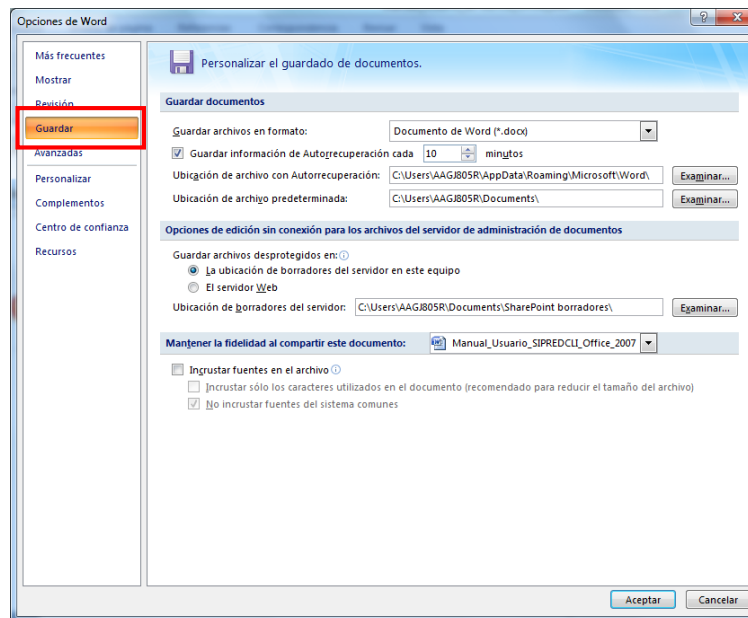 Opciones de Word
Más frecuentes
Mostrar
Revisión
Guardar
Avanzadas
Personalizar
Complementos
Centro de confianza
Recursos
Personalizar el guardado de documentos.
Guardar documentos
Guardar archivos en formato: Documento de Word (*.docx)
Guardar información de Autorrecuperación cada 10 minutos
Ubicación de archivo con Autorrecuperación: C:\Users\AAGJ805R\AppData\Roaming\Microsoft\Word\ Examinar...
Ubicación de archivo predeterminada: C:\Users\AAGJ805R\Documents\ Examinar...
Opciones de edición sin conexión para los archivos del servidor de administración de documentos
Guardar archivos desprotegidos en:
La ubicación de borradores del servidor en este equipo
El servidor Web
Ubicación de borradores del servidor: C:\Users\AAGJ805R\Documents\SharePoint borradores\ Examinar...
Mantener la fidelidad al compartir este documento: Manual_Usuario_SIPREDCLI_Office_2007
Incrustar fuentes en el archivo
Incrustar sólo los caracteres utilizados en el documento (recomendado para reducir el tamaño del archivo)
No incrustar fuentes del sistema comunes
Aceptar Cancelar